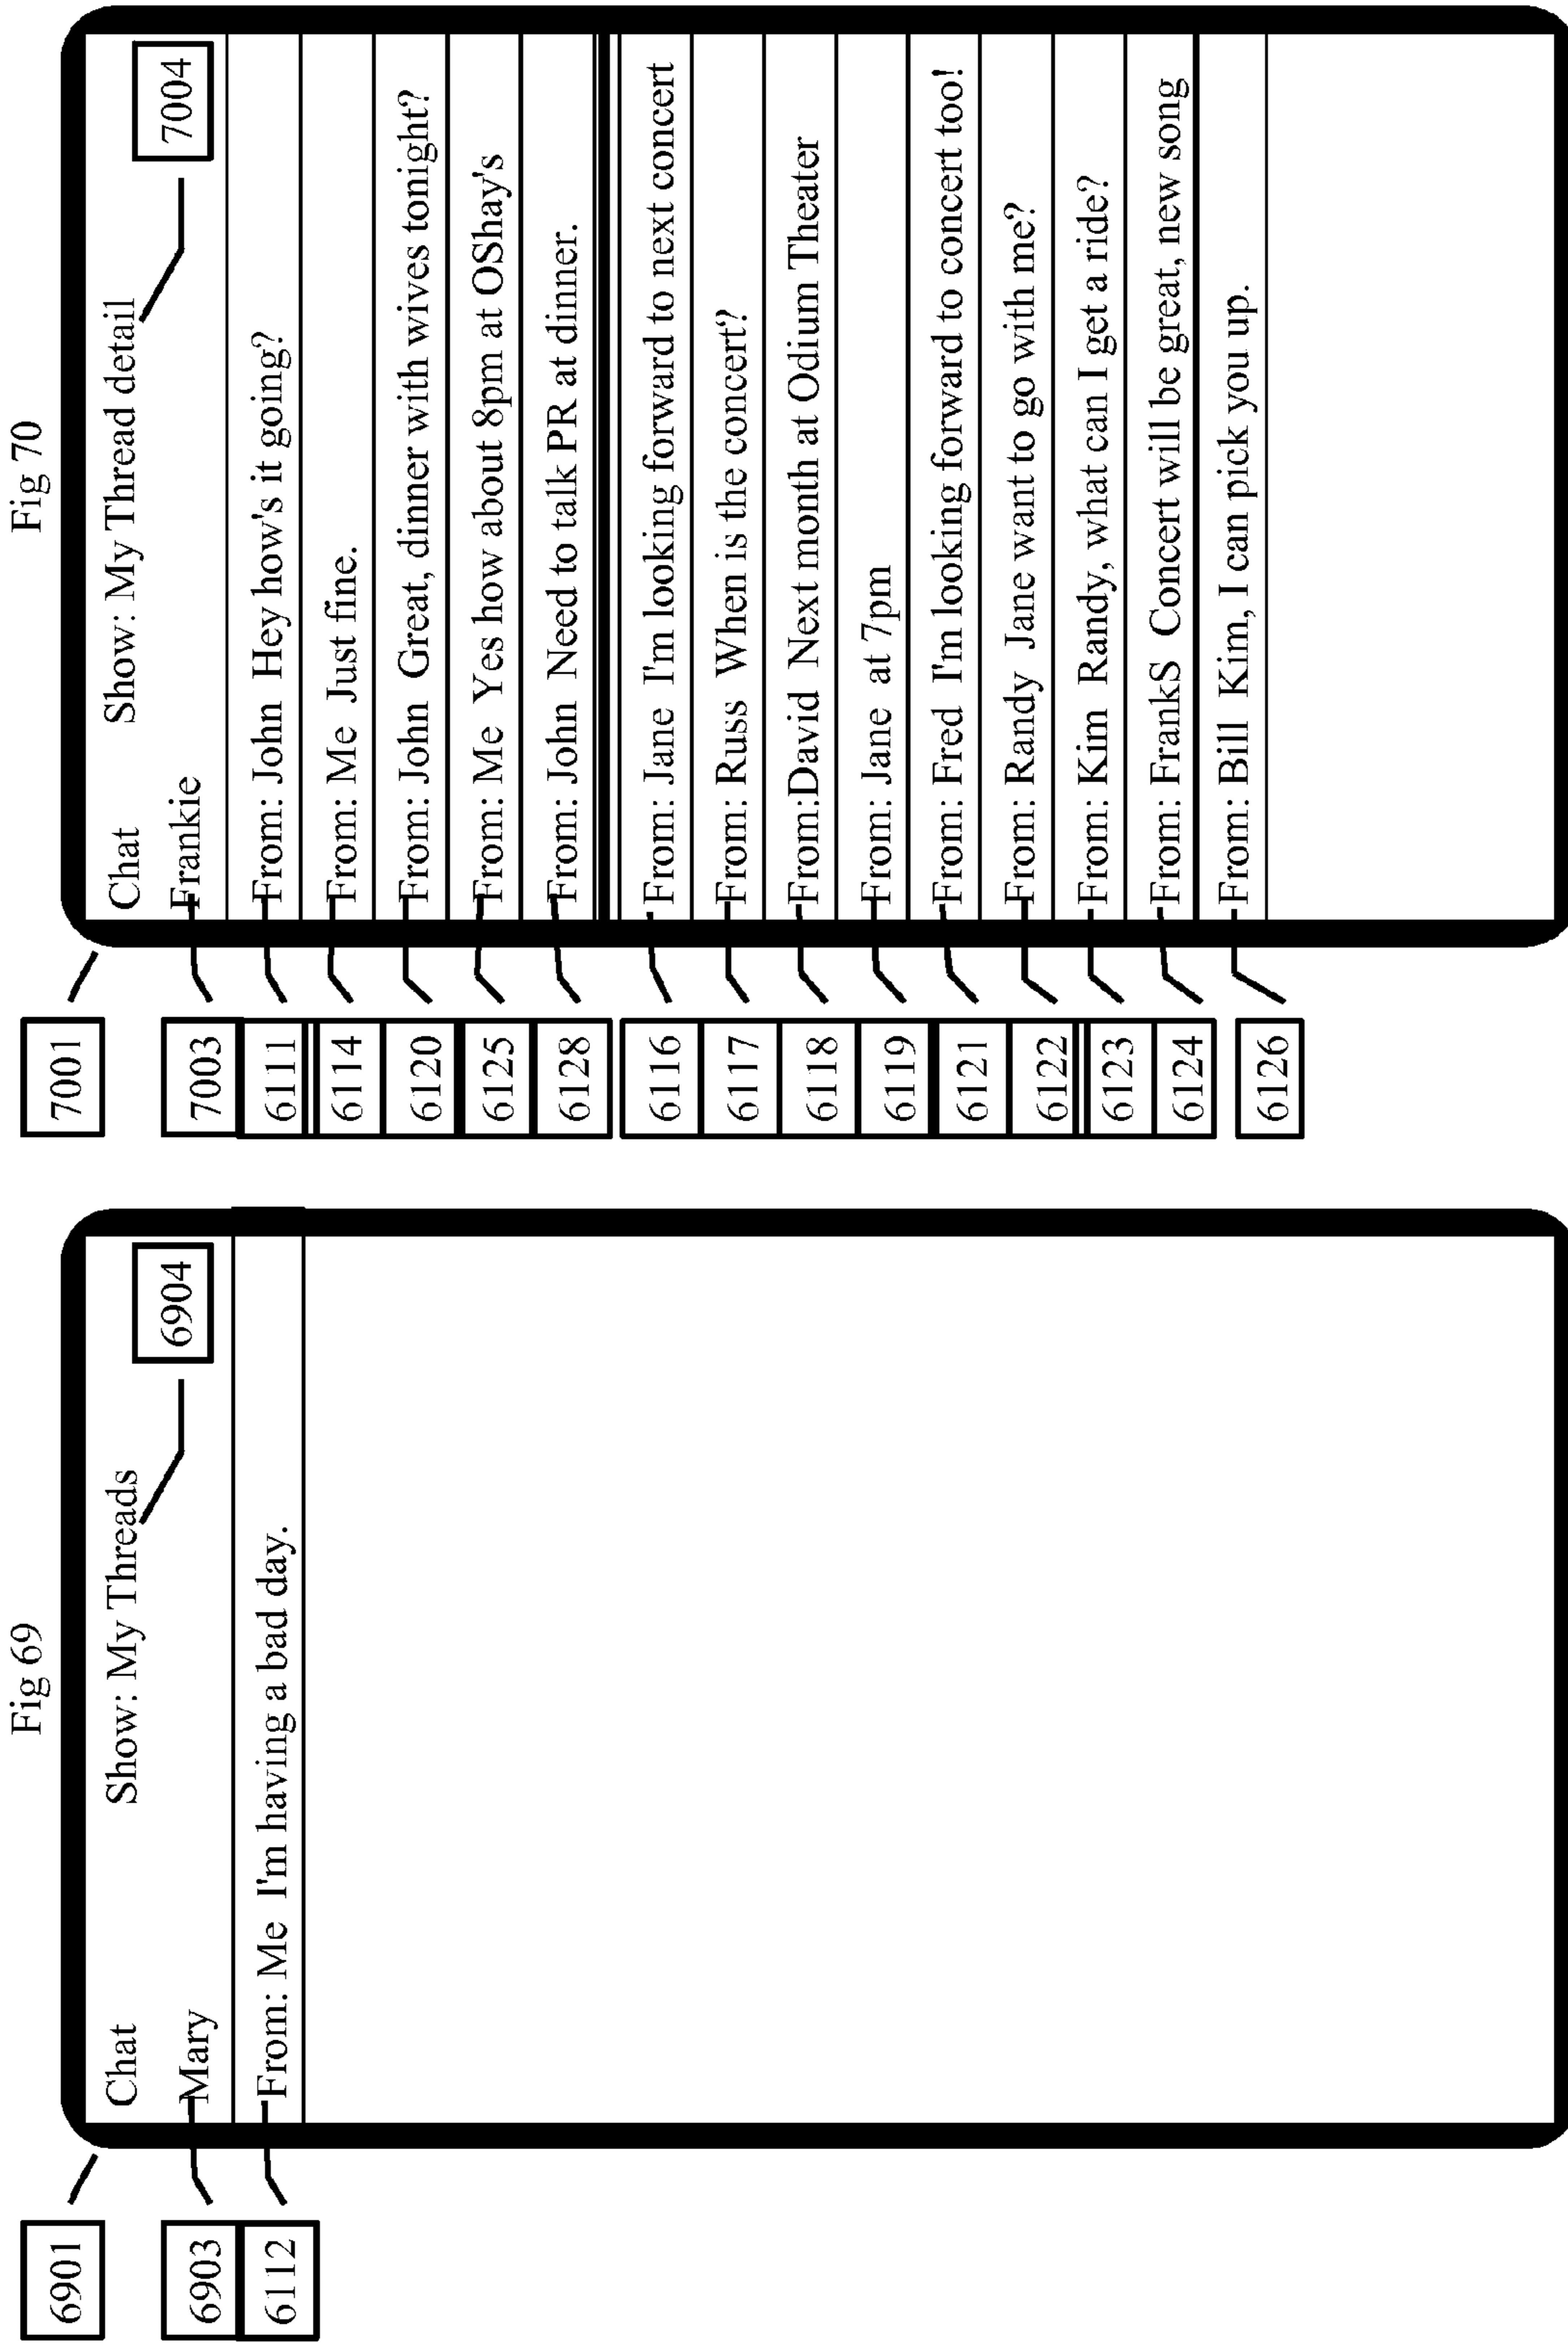 Fig 69
6901
Chat Show: My Threads
6904
6903
Mary
6112
From: Me I'm having a bad day.
Fig 70
7001
Chat Show: My Thread detail
7004
7003
Frankie
6111
From: John Hey how's it going?
6114
From: Me Just fine.
6120
From: John Great, dinner with wives tonight?
6125
From: Me Yes how about 8pm at OShay's
6128
From: John Need to talk PR at dinner.
6116
From: Jane I'm looking forward to next concert
6117
From: Russ When is the concert?
6118
From:David Next month at Odium Theater
6119
From: Jane at 7pm
6121
From: Fred I'm looking forward to concert too!
6122
From: Randy Jane want to go with me?
6123
From: Kim Randy, what can I get a ride?
6124
From: FrankS Concert will be great, new song
6126
From: Bill Kim, I can pick you up.